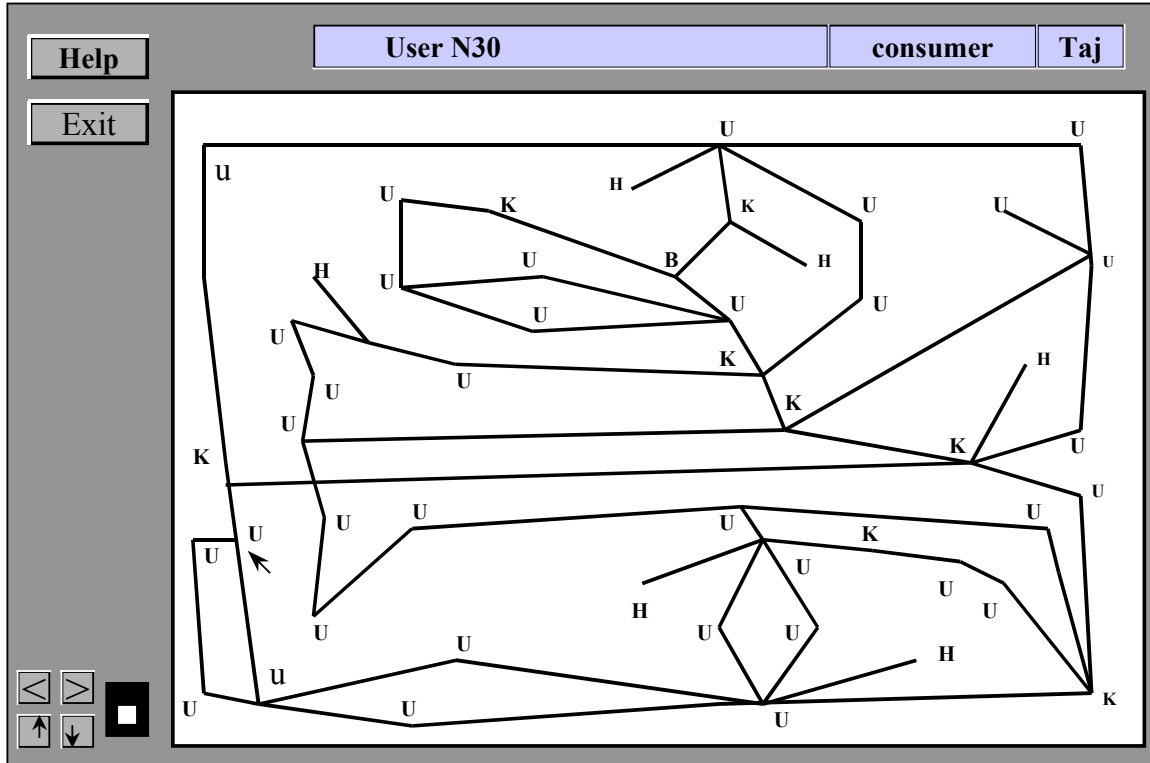 Help
User N30 consumer Taj
Exit
U U
u
H
U K K U U
B H U
U
H U
U U U
U K H
U U
K
U
K U
K
U
U
U U U
U U K
U
U U
H U
U U U
U H
U
u
< > U U U K